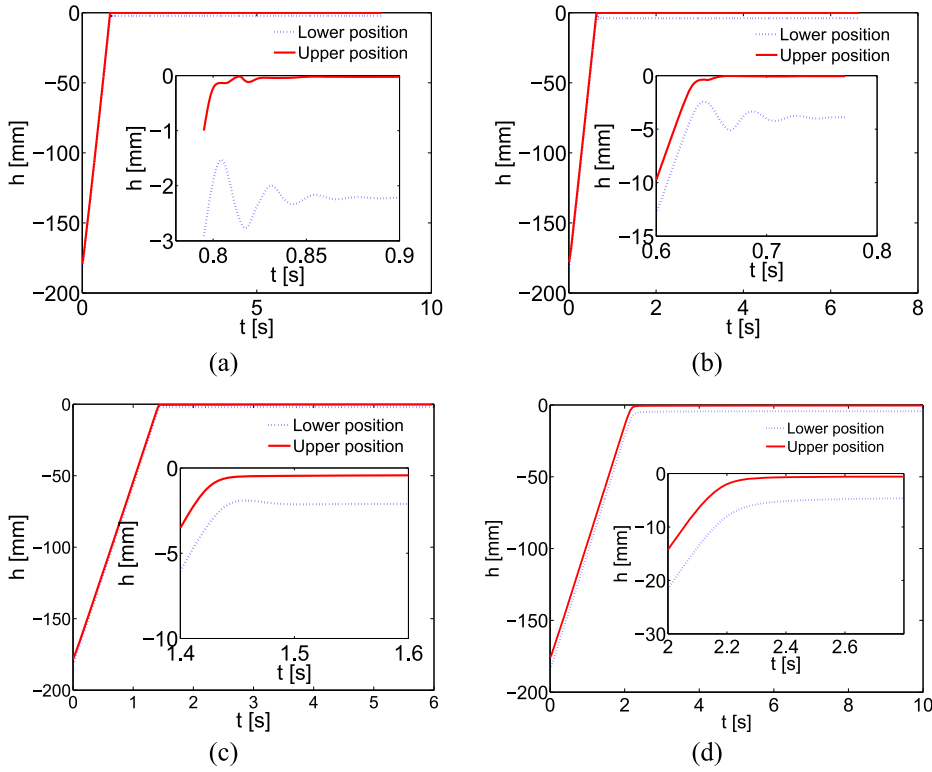 0
−50
−100
−150
−200
h [mm]
Lower position
Upper position
0
−1
−2
−3
h [mm]
0.8
0.85
0.9
t [s]
0
5
10
t [s]
(a)
0
−50
−100
−150
−200
h [mm]
Lower position
Upper position
0
−5
−10
−15
h [mm]
0.6
0.7
0.8
t [s]
0
2
4
6
8
t [s]
(b)
0
−50
−100
−150
−200
h [mm]
Lower position
Upper position
0
−5
−10
h [mm]
1.4
1.5
1.6
t [s]
0
1
2
3
4
5
6
t [s]
(c)
0
−50
−100
−150
−200
h [mm]
Lower position
Upper position
0
−10
−20
−30
h [mm]
2
2.2
2.4
2.6
t [s]
0
2
4
6
8
10
t [s]
(d)